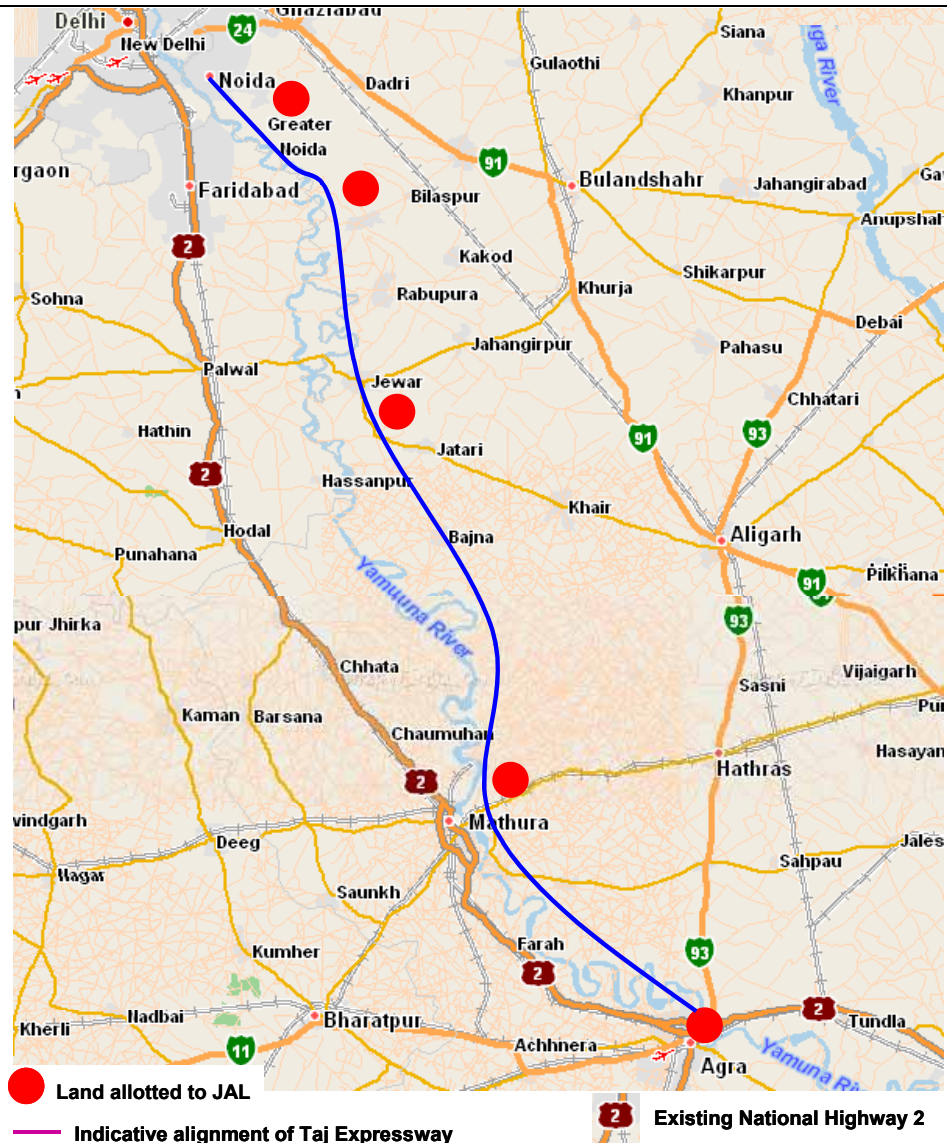 Delhi
24
Ghaziabad
New Delhi
Siana
Gulaothi
Noida
Dadri
Khanpur
Greater
Noida
rgaon
Faridabad
91
Bulandshahr
Jahangirabad
Bilaspur
Anupshah
2
Kakod
Shikarpur
Sohna
Rabupura
Khurja
Debai
Jahangirpur
Pahasu
Palwal
Jewar
Chhatari
Hathin
91
93
2
Jatari
Hassanpur
Khair
Hodal
Bajna
Aligarh
Punahana
Yamuuna River
91
Pilkhana
93
pur Jhirka
Chhata
Vijaigarh
Sasni
Kaman
Barsana
Chaumuhan
Hasayan
2
Hathras
Mathura
vindgarh
Deeg
Jales
Nagar
Sahpau
Saunkh
Farah
Kumher
2
93
Nadbai
Bharatpur
2
Kherli
Tundla
11
Achhnera
Agra
Yamuna
Land allotted to JAL
Indicative alignment of Taj Expressway
2
Existing National Highway 2